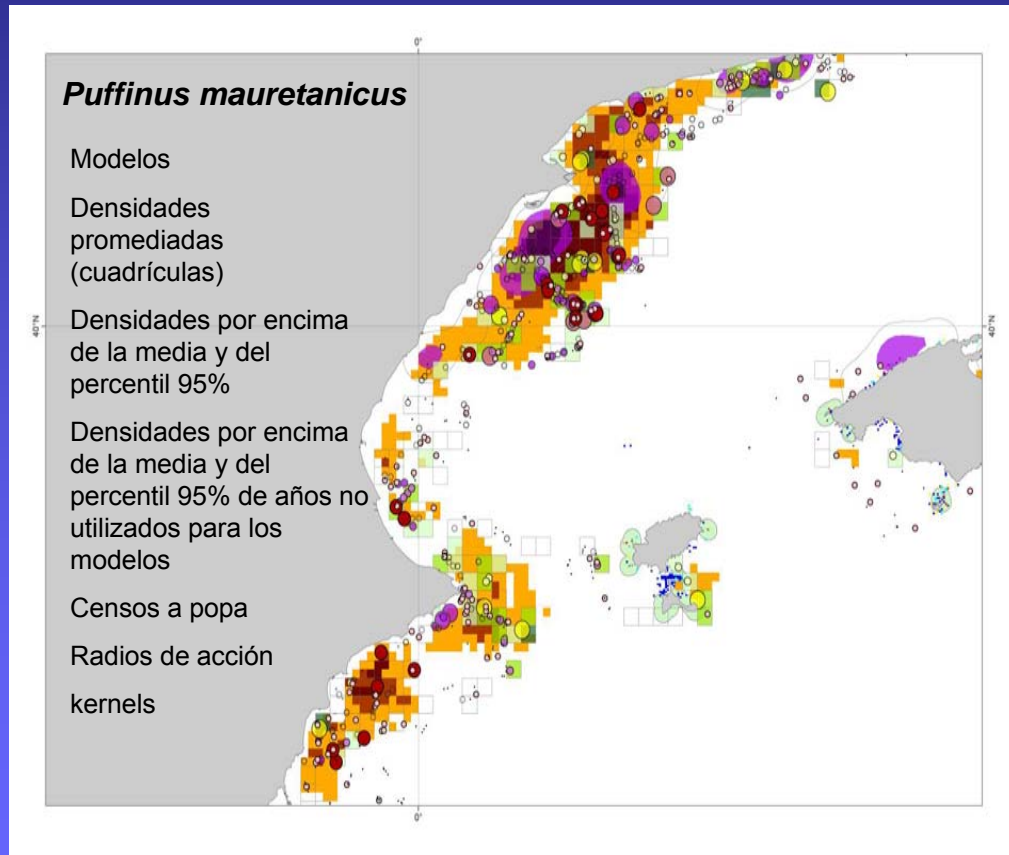 0°
Puffinus mauretanicus
Modelos
Densidades
promediadas
(cuadrículas)
Densidades por encima
de la media y del
percentil 95%
Densidades por encima
de la media y del
percentil 95% de años no
utilizados para los
modelos
Censos a popa
Radios de acción
kernels
40°N
40°N
0°